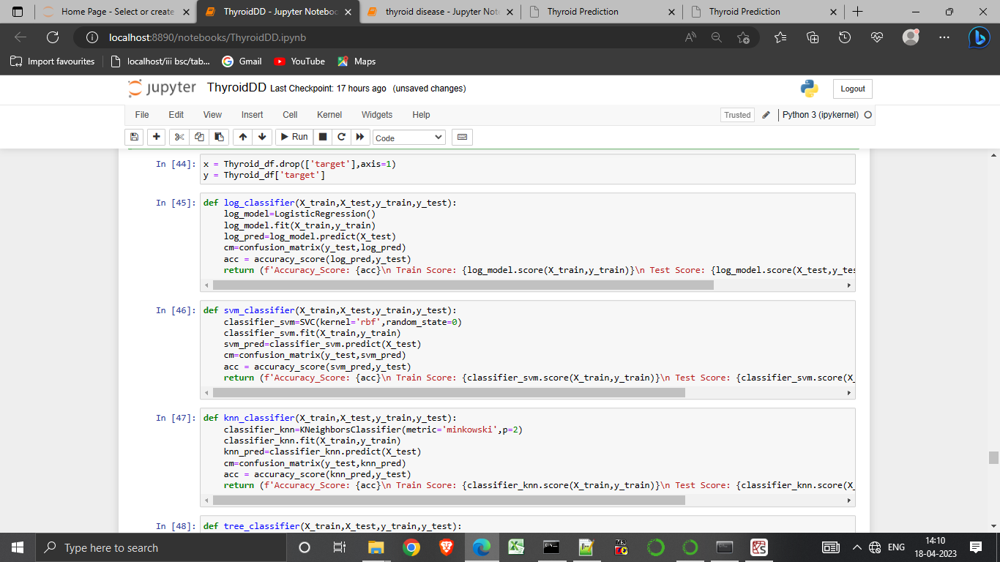 Home Page - Select or create
ThyroidDD - Jupyter Notebook
thyroid disease - Jupyter Note
Thyroid Prediction
Thyroid Prediction
localhost:8890/notebooks/ThyroidDD.ipynb
Import favourites
localhost/iii bsc/tab...
Gmail
YouTube
Maps
jupyter
ThyroidDD Last Checkpoint: 17 hours ago (unsaved changes)
Logout
File Edit View Insert Cell Kernel Widgets Help
Trusted
Python 3 (ipykernel)
Run
Code
In [44]: x = Thyroid_df.drop(['target'],axis=1)
y = Thyroid_df['target']
In [45]: def log_classifier(X_train,X_test,y_train,y_test):
log_model=LogisticRegression()
log_model.fit(X_train,y_train)
log_pred=log_model.predict(X_test)
cm=confusion_matrix(y_test,log_pred)
acc = accuracy_score(log_pred,y_test)
return (f'Accuracy_Score: {acc}\n Train Score: {log_model.score(X_train,y_train)}\n Test Score: {log_model.score(X_test,y_tes
In [46]: def svm_classifier(X_train,X_test,y_train,y_test):
classifier_svm=SVC(kernel='rbf',random_state=0)
classifier_svm.fit(X_train,y_train)
svm_pred=classifier_svm.predict(X_test)
cm=confusion_matrix(y_test,svm_pred)
acc = accuracy_score(svm_pred,y_test)
return (f'Accuracy_Score: {acc}\n Train Score: {classifier_svm.score(X_train,y_train)}\n Test Score: {classifier_svm.score(X_
In [47]: def knn_classifier(X_train,X_test,y_train,y_test):
classifier_knn=KNeighborsClassifier(metric='minkowski',p=2)
classifier_knn.fit(X_train,y_train)
knn_pred=classifier_knn.predict(X_test)
cm=confusion_matrix(y_test,knn_pred)
acc = accuracy_score(knn_pred,y_test)
return (f'Accuracy_Score: {acc}\n Train Score: {classifier_knn.score(X_train,y_train)}\n Test Score: {classifier_knn.score(X_
In [48]: def tree_classifier(X_train,X_test,y_train,y_test):
Type here to search
ENG
14:10
18-04-2023